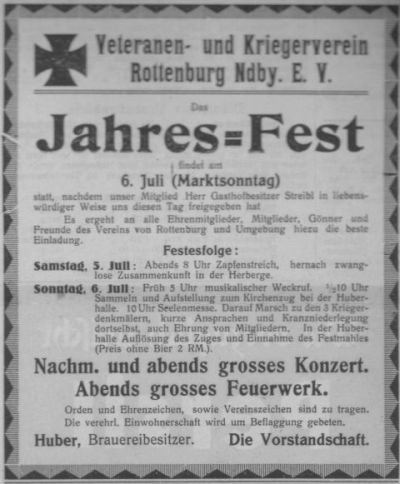 Veteranen- und Kriegerverein
Rottenburg Ndby. E. V.
Das
Jahres=Fest
findet am
6. Juli (Marktsonntag)
statt, nachdem unser Mitglied Herr Gasthofbesitzer Streibl in liebens-
würdiger Weise uns diesen Tag freigegeben hat
Es ergeht an alle Ehrenmitglieder, Mitglieder, Gönner und
Freunde des Vereins von Rottenburg und Umgebung hiezu die beste
Einladung.
Festesfolge:
Samstag, 5. Juli: Abends 8 Uhr Zapfenstreich, hernach zwang-
lose Zusammenkunft in der Herberge.
Sonntag, 6. Juli: Früh 5 Uhr musikalischer Weckruf. ½10 Uhr
Sammeln und Aufstellung zum Kirchenzug bei der Huber-
halle. 10 Uhr Seelenmesse. Darauf Marsch zu den 3 Krieger-
denkmälern, kurze Ansprachen und Kranzniederlegung
dortselbst, auch Ehrung von Mitgliedern. In der Huber-
halle Auflösung des Zuges und Einnahme des Festmahles
(Preis ohne Bier 2 RM.).
Nachm. und abends grosses Konzert.
Abends grosses Feuerwerk.
Orden und Ehrenzeichen, sowie Vereinszeichen sind zu tragen.
Die verehrl. Einwohnerschaft wird um Beflaggung gebeten.
Huber, Brauereibesitzer. Die Vorstandschaft.